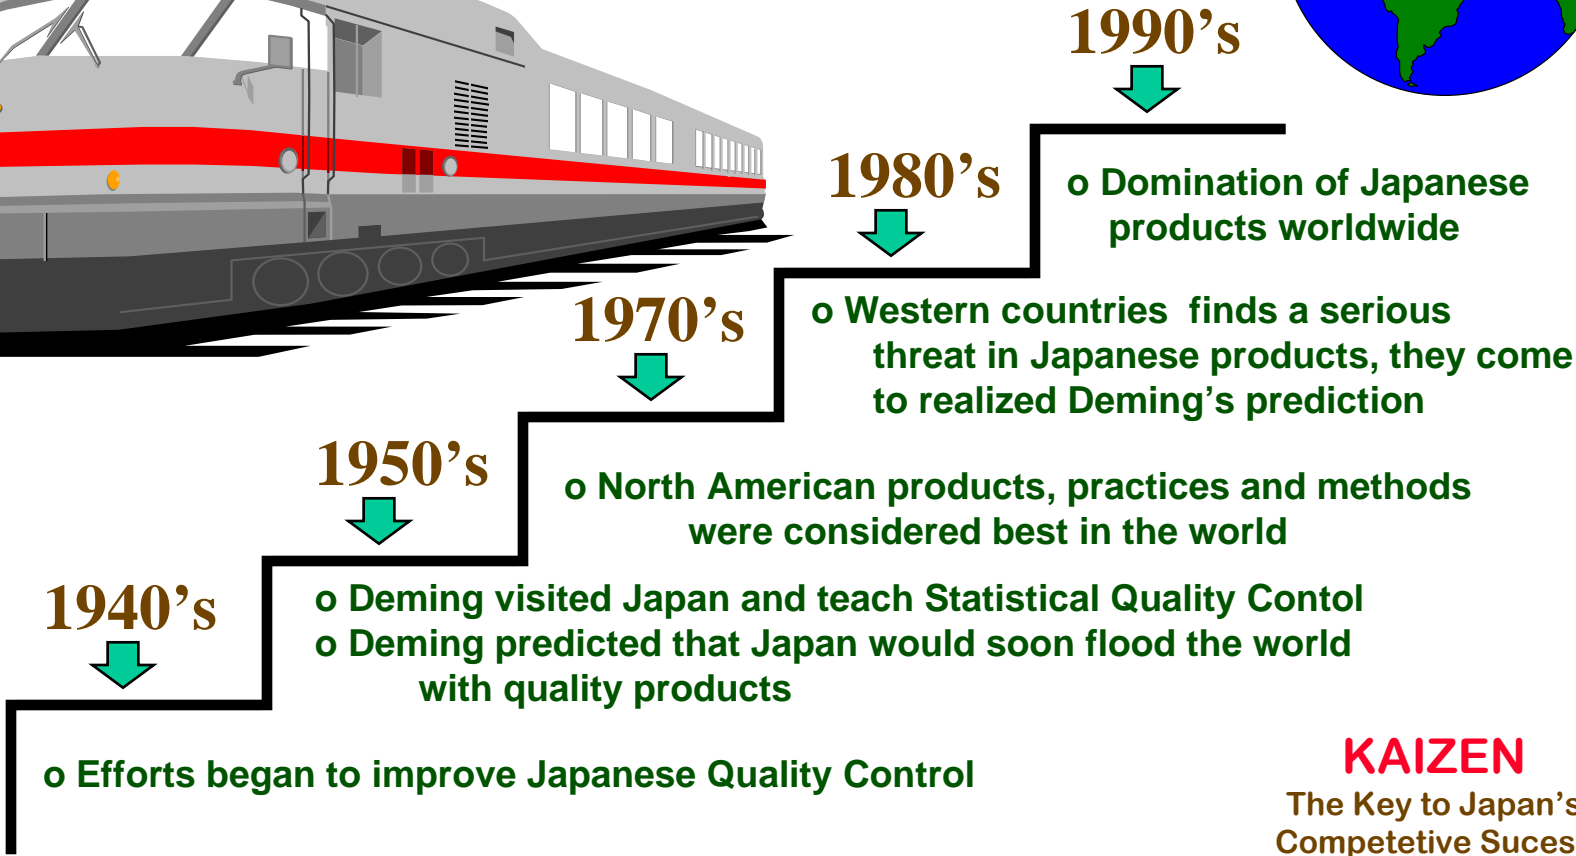 1990's
o Domination of Japanese
products worldwide
1980's
o Western countries finds a serious
threat in Japanese products, they come
to realized Deming's prediction
1970's
o North American products, practices and methods
were considered best in the world
1950's
o Deming visited Japan and teach Statistical Quality Contol
o Deming predicted that Japan would soon flood the world
with quality products
1940's
o Efforts began to improve Japanese Quality Control
KAIZEN
The Key to Japan's
Competetive Suces